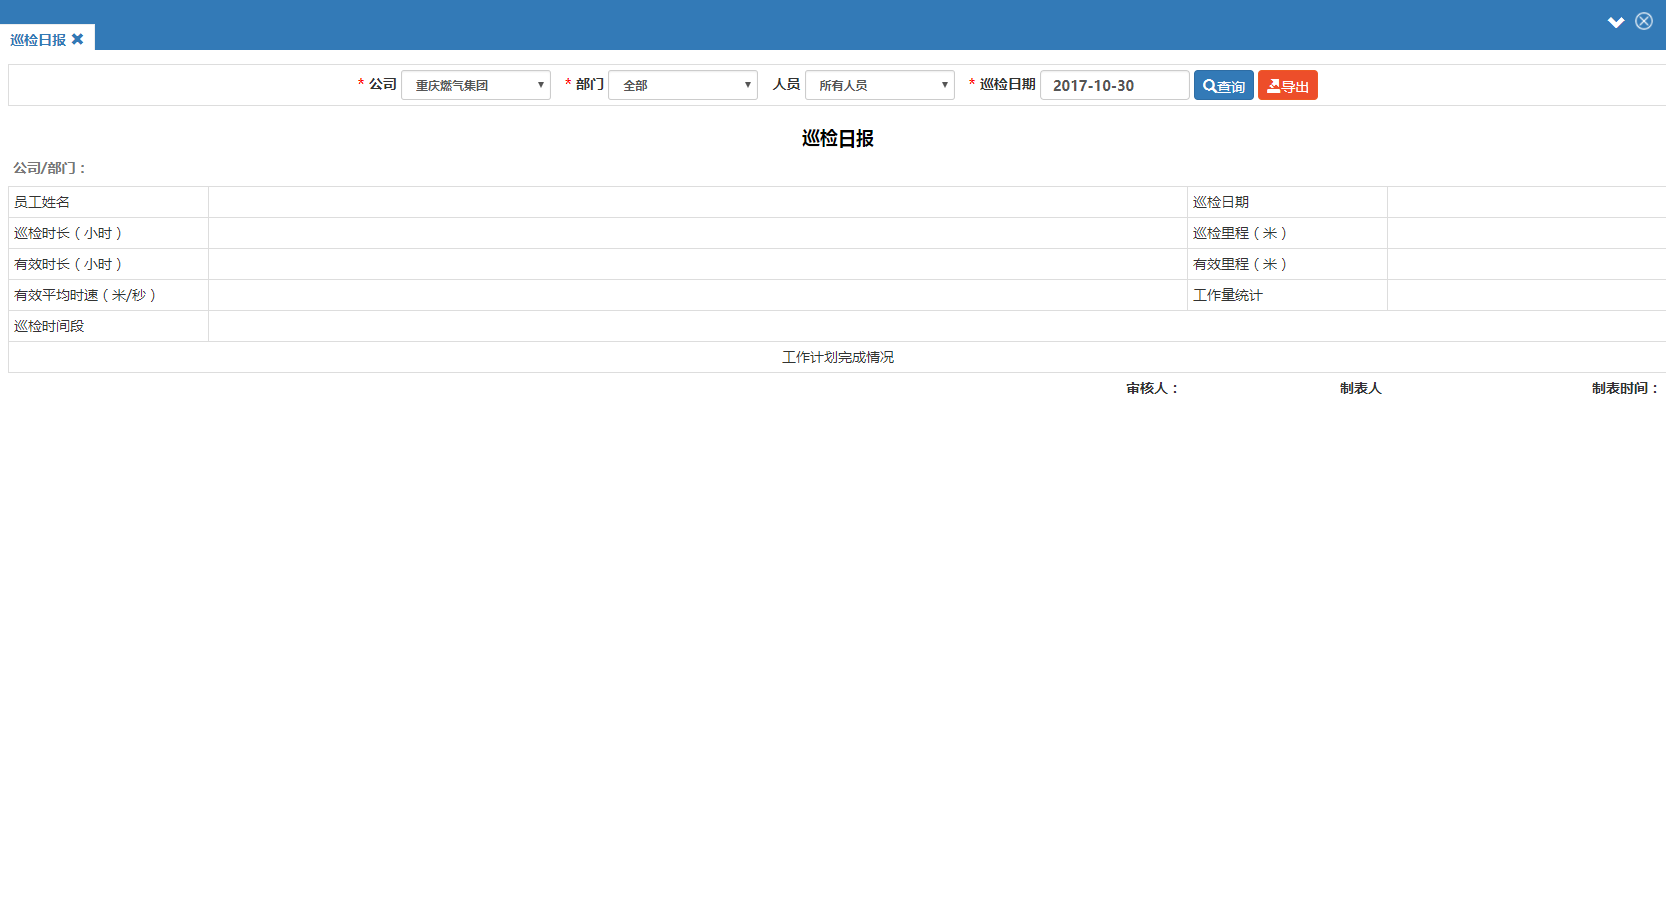 巡检日报
* 公司 重庆燃气集团 * 部门 全部 人员 所有人员 * 巡检日期 2017-10-30 查询 导出
巡检日报
公司/部门：
员工姓名 巡检日期
巡检时长（小时） 巡检里程（米）
有效时长（小时） 有效里程（米）
有效平均时速（米/秒） 工作量统计
巡检时间段
工作计划完成情况
审核人： 制表人 制表时间：